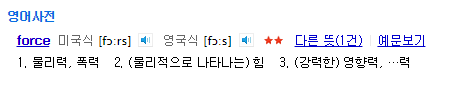 영어사전
force 미국식 [fɔːrs] 영국식 [fɔːs] ★★ 다른 뜻(1건) 예문보기
1. 물리력, 폭력 2. (물리적으로 나타나는) 힘 3. (강력한) 영향력, …력